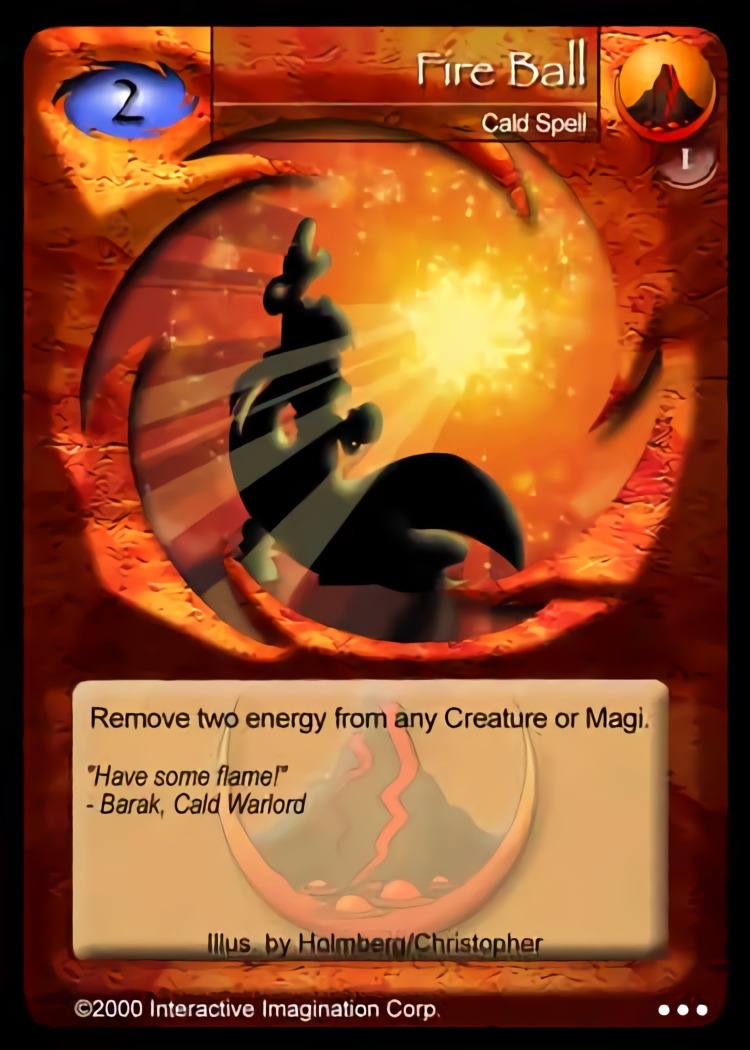 2
Fire Ball
Cald Spell
1
Remove two energy from any Creature or Magi.
"Have some flame!"
- Barak, Cald Warlord
Illus. by Holmberg/Christopher
©2000 Interactive Imagination Corp.